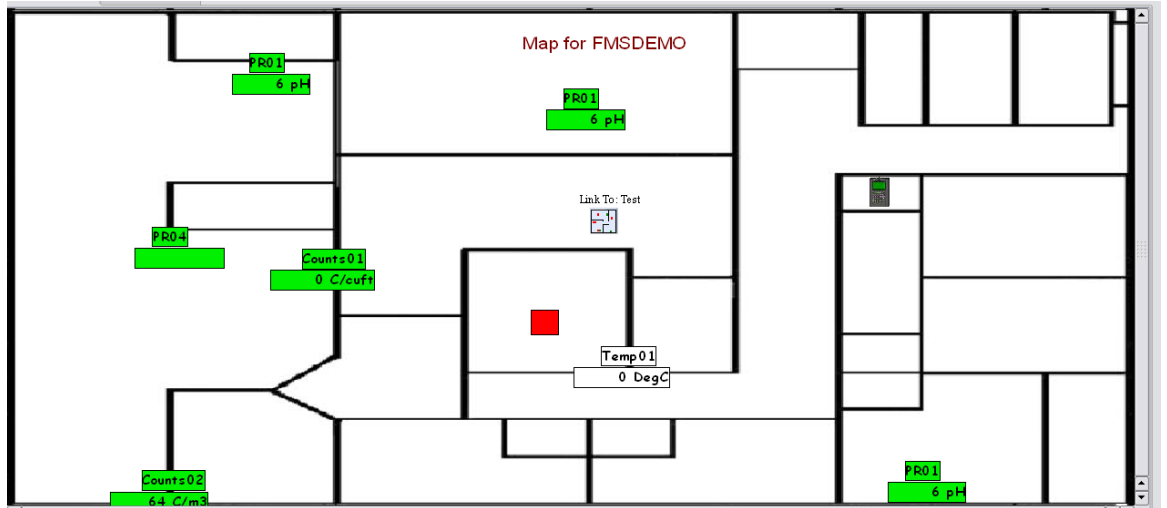 Map for FMSDEMO
PR01
6 pH
PR01
6 pH
Link To: Test
PR04
Counts01
0 C/cuft
Temp01
0 DegC
Counts02
64 C/m3
PR01
6 pH